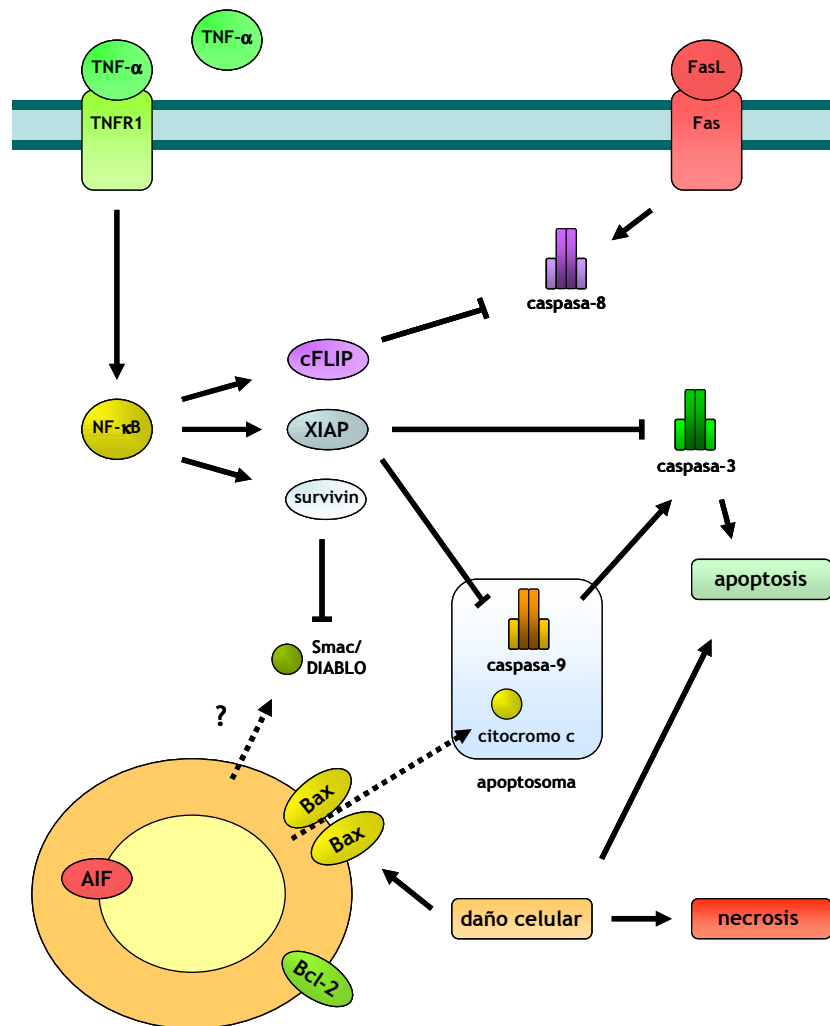 TNF-α
TNF-α
FasL
TNFR1
Fas
caspasa-8
cFLIP
NF-κB
XIAP
caspasa-3
survivin
apoptosis
Smac/
DIABLO
caspasa-9
?
citocromo c
apoptosoma
Bax
Bax
AIF
daño celular
necrosis
Bcl-2